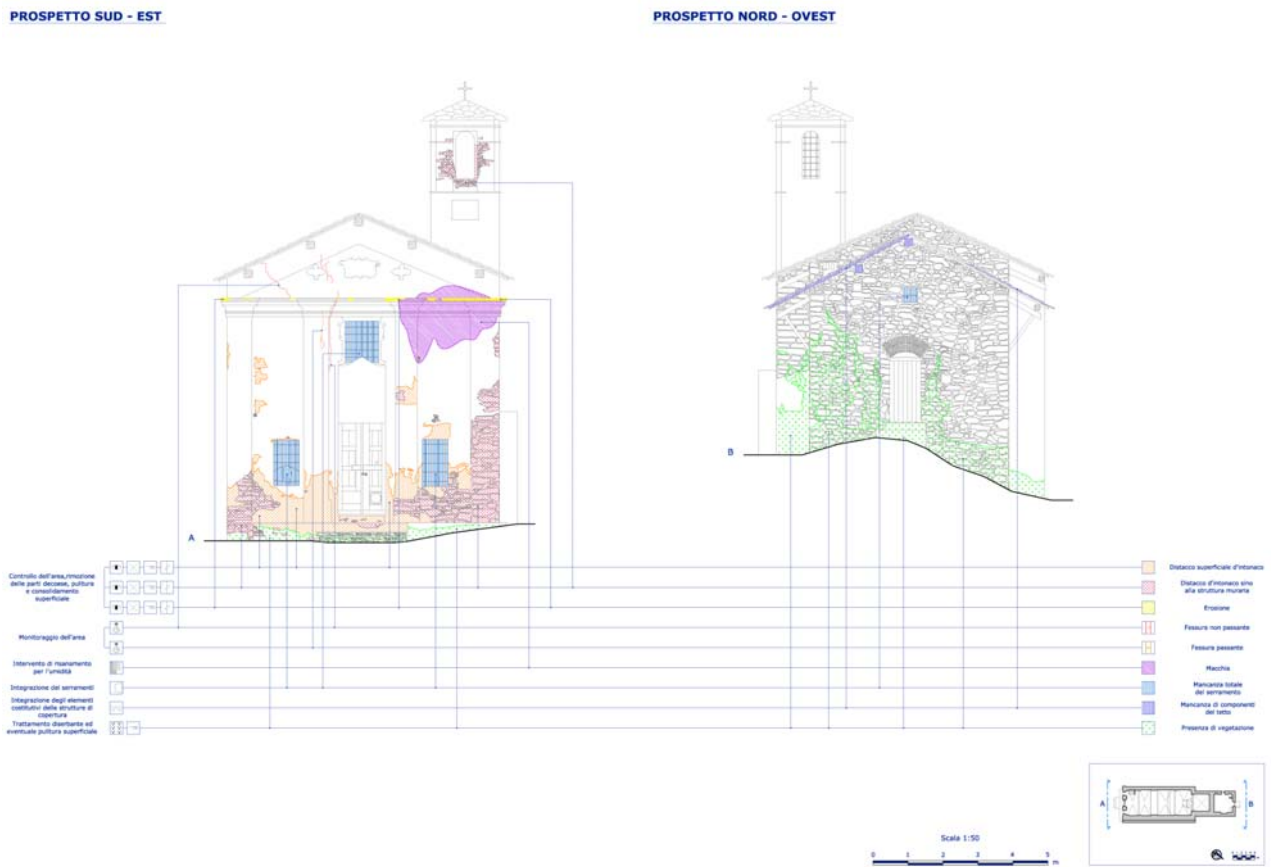 PROSPETTO SUD - EST
PROSPETTO NORD - OVEST
B
A
Controllo dell'area,rimozione
delle parti decoese, pulitura
e consolidamento
superficiale
Monitoraggio dell'area
Intervento di risanamento
per l'umidità
Integrazione dei serramenti
Integrazione degli elementi
costitutivi delle strutture di
copertura
Trattamento diserbante ed
eventuale pulitura superficiale
Distacco superficiale d'intonaco
Distacco d'intonaco sino
alla struttura muraria
Erosione
Fessura non passante
Fessura passante
Macchia
Mancanza totale
del serramento
Mancanza di componenti
del tetto
Presenza di vegetazione
A
B
Scala 1:50
0 1 2 3 4 5 m